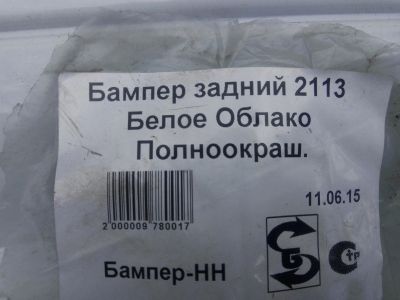 Бампер задний 2113
Белое Облако
Полноокраш.
11.06.15
2 000009 780017
Бампер-НН